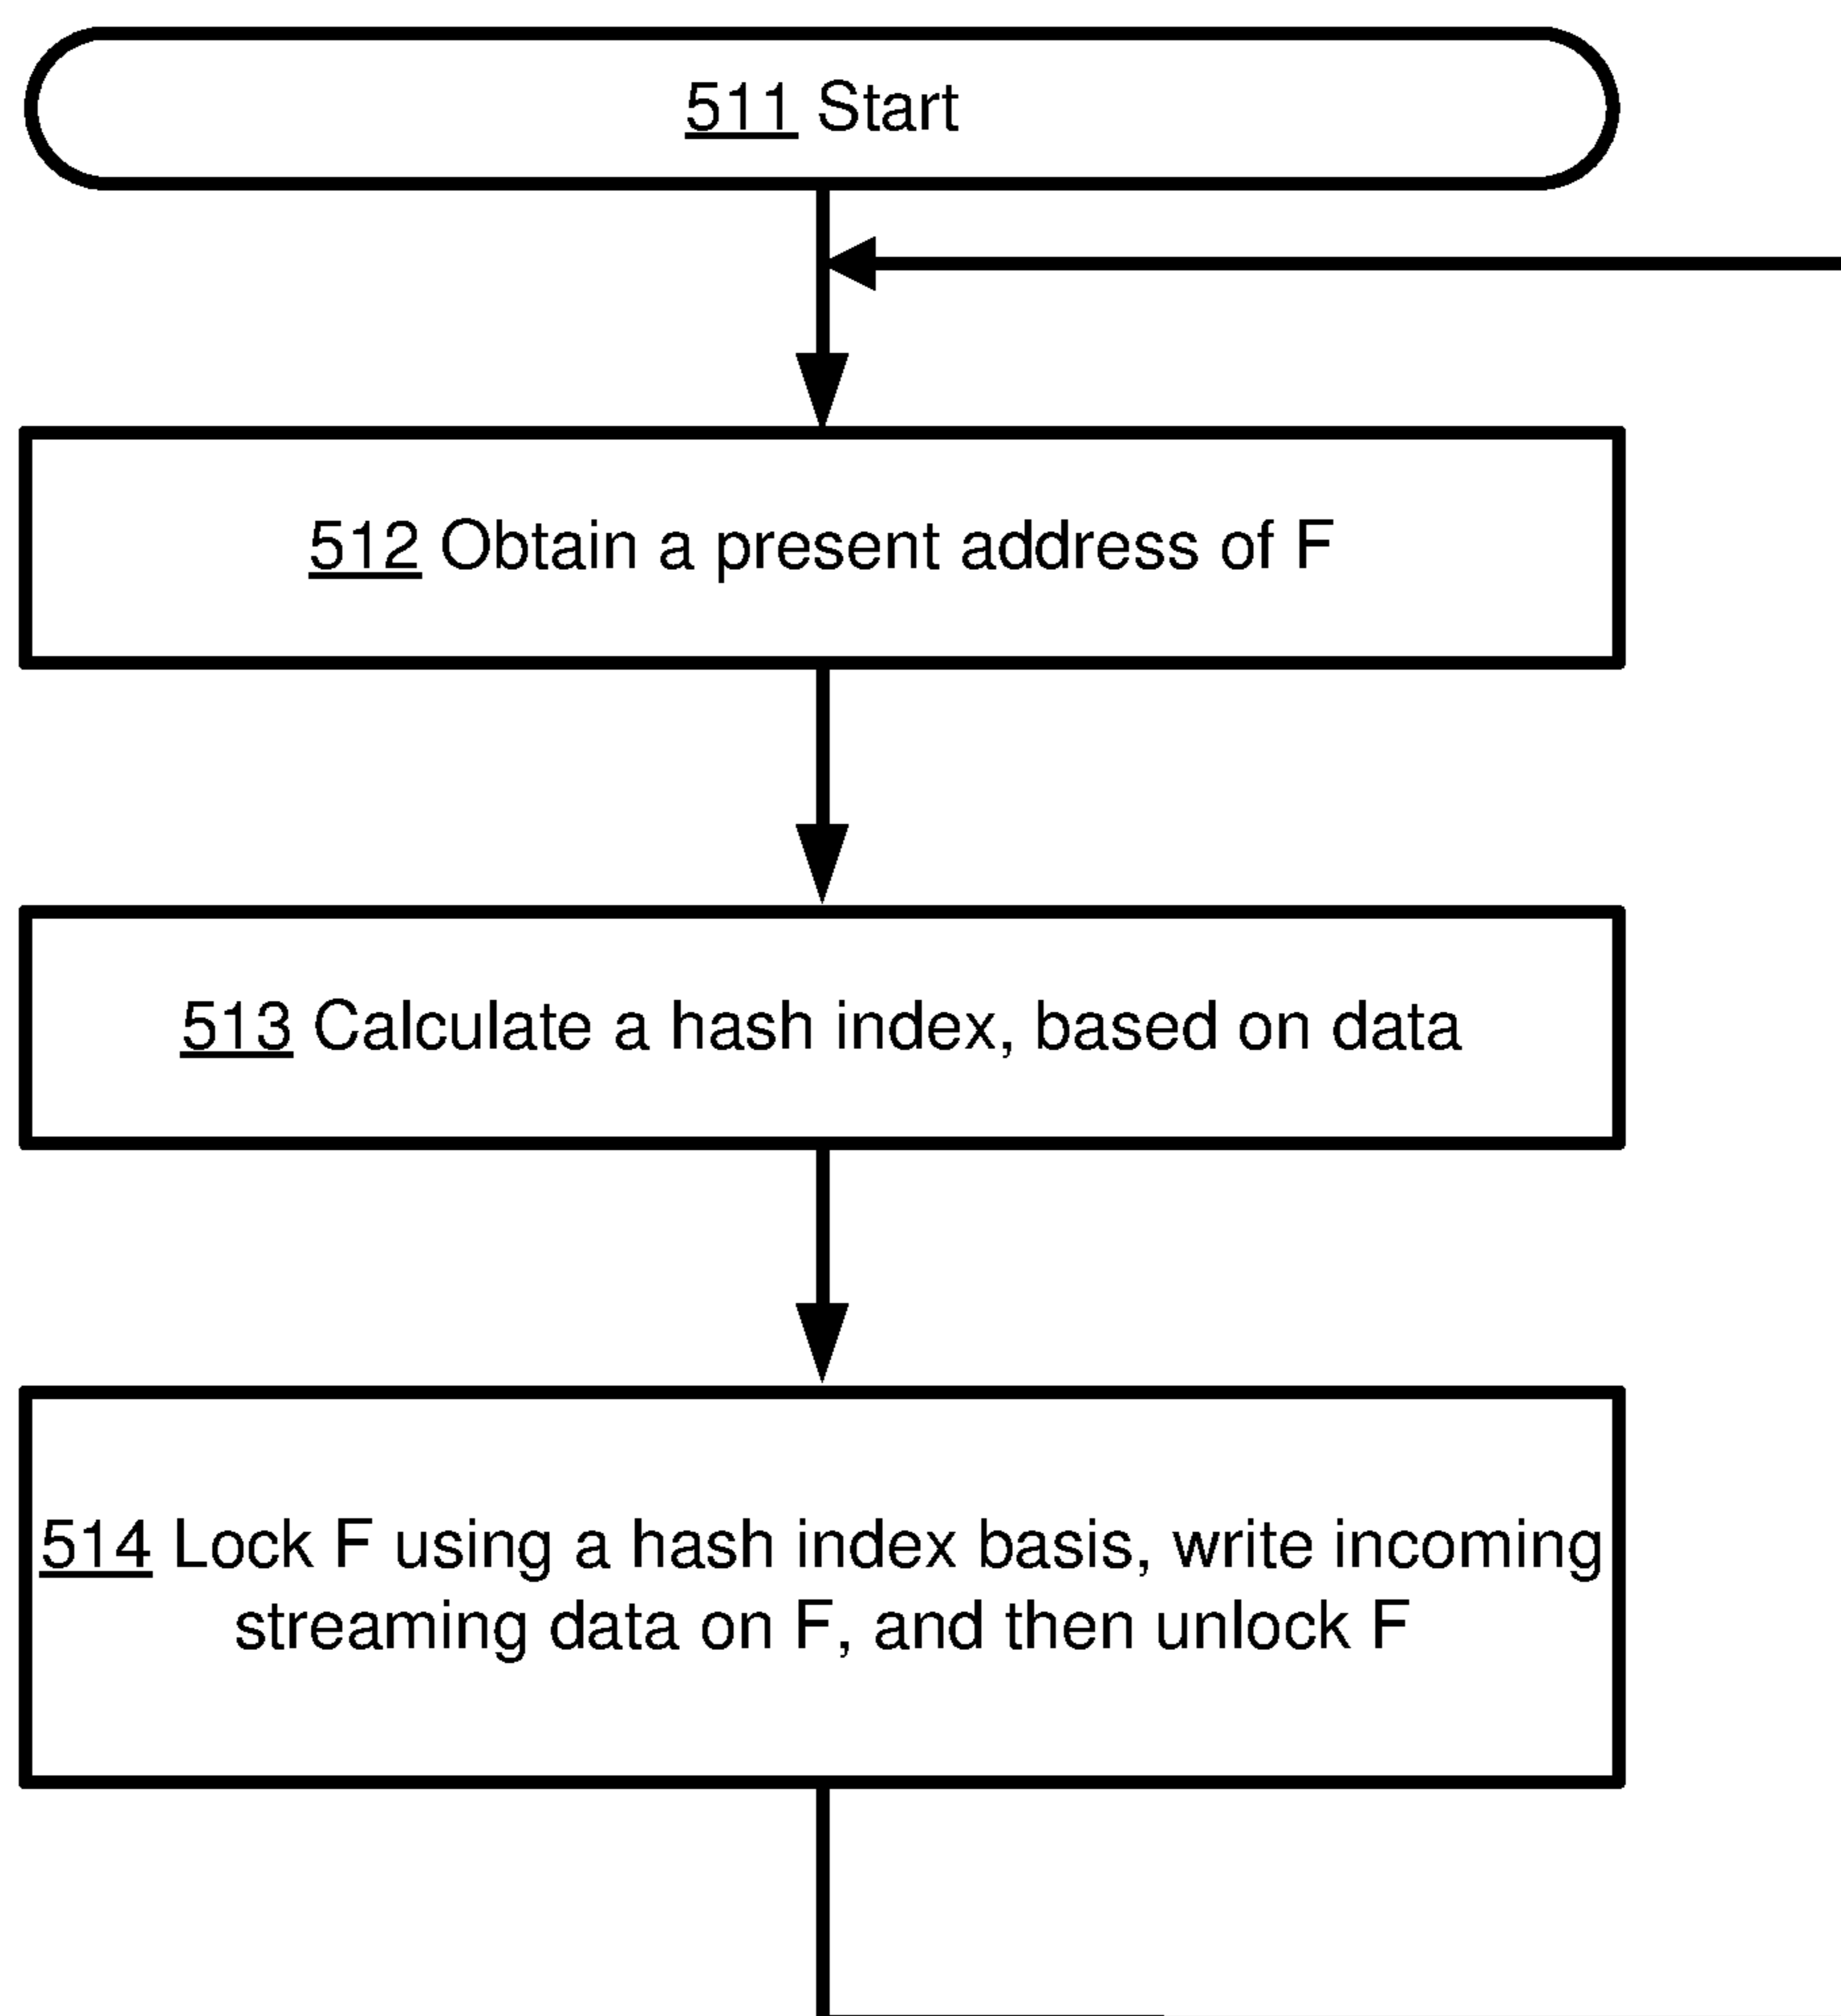 511 Start
512 Obtain a present address of F
513 Calculate a hash index, based on data
514 Lock F using a hash index basis, write incoming
streaming data on F, and then unlock F